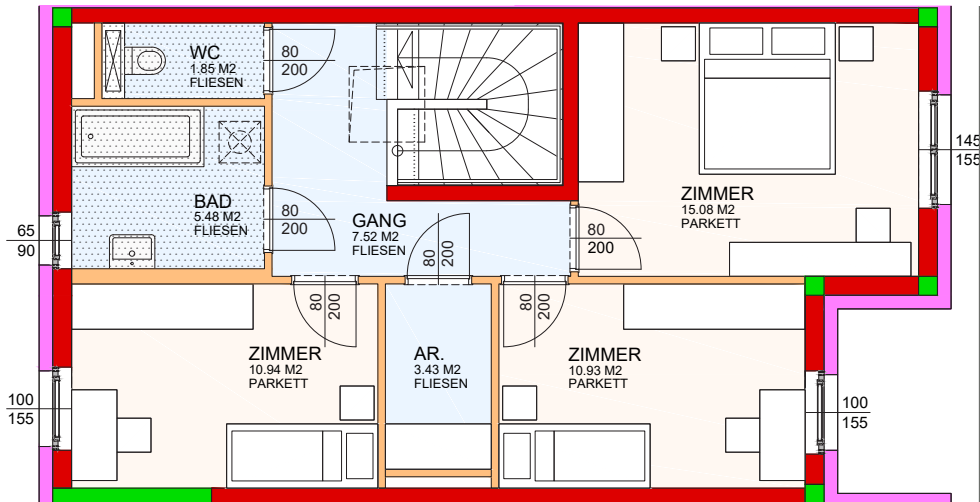 WC
1.85 M2
FLIESEN
80
200
BAD
5.48 M2
FLIESEN
80
200
65
90
GANG
7.52 M2
FLIESEN
80
200
80
200
ZIMMER
15.08 M2
PARKETT
145
155
80
200
80
200
ZIMMER
10.94 M2
PARKETT
AR.
3.43 M2
FLIESEN
ZIMMER
10.93 M2
PARKETT
100
155
100
155